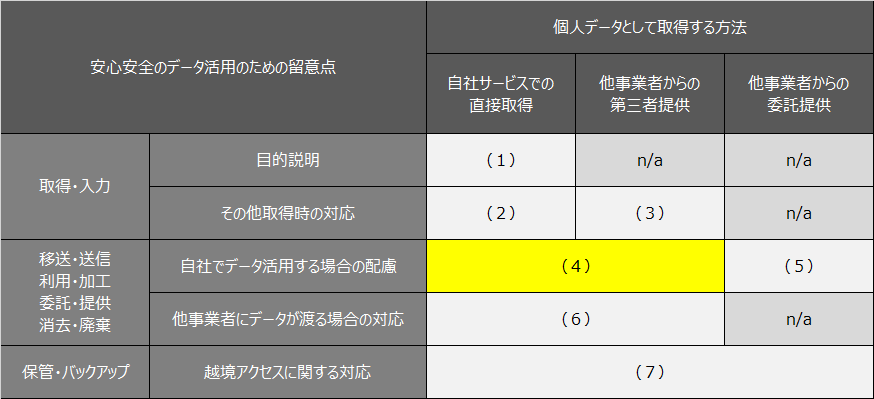 安心安全のデータ活用のための留意点
個人データとして取得する方法
自社サービスでの
直接取得
他事業者からの
第三者提供
他事業者からの
委託提供
取得・入力
目的説明
(1)
n/a
n/a
その他取得時の対応
(2)
(3)
n/a
移送・送信
利用・加工
委託・提供
消去・廃棄
自社でデータ活用する場合の配慮
(4)
(5)
他事業者にデータが渡る場合の対応
(6)
n/a
保管・バックアップ
越境アクセスに関する対応
(7)